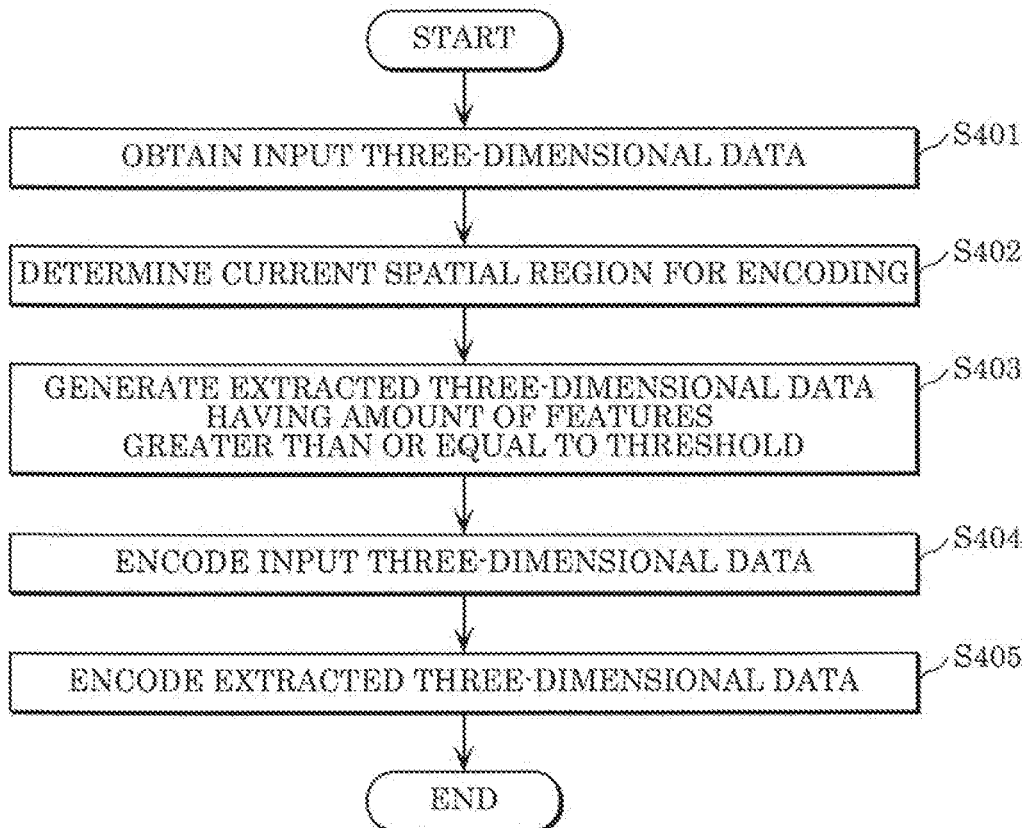 START
OBTAIN INPUT THREE-DIMENSIONAL DATA
S401
DETERMINE CURRENT SPATIAL REGION FOR ENCODING
S402
GENERATE EXTRACTED THREE-DIMENSIONAL DATA
HAVING AMOUNT OF FEATURES
GREATER THAN OR EQUAL TO THRESHOLD
S403
ENCODE INPUT THREE-DIMENSIONAL DATA
S404
ENCODE EXTRACTED THREE-DIMENSIONAL DATA
S405
END